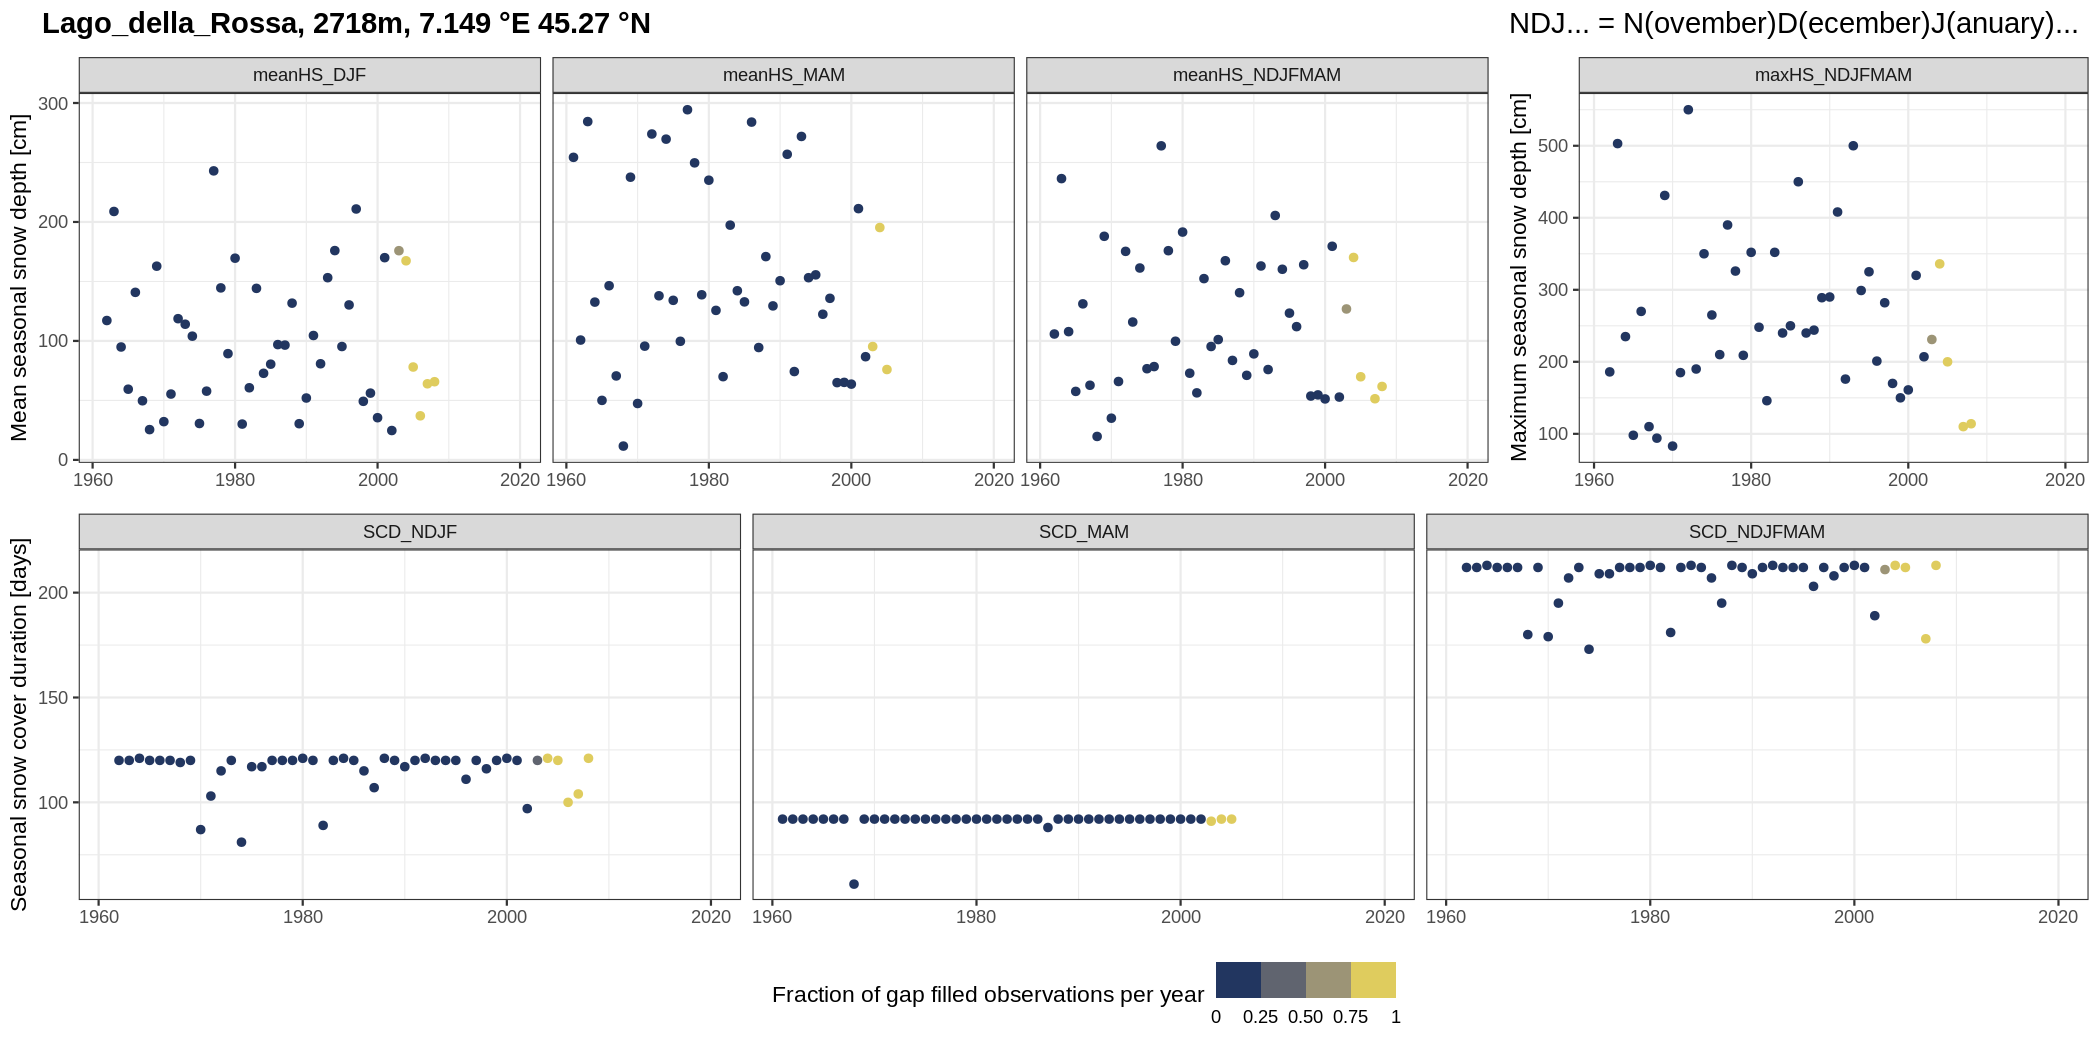 Lago_della_Rossa, 2718m, 7.149 °E 45.27 °N
NDJ... = N(ovember)D(ecember)J(anuary)...
meanHS_DJF
meanHS_MAM
meanHS_NDJFMAM
maxHS_NDJFMAM
Mean seasonal snow depth [cm]
300
200
100
0
1960 1980 2000 2020
1960 1980 2000 2020
1960 1980 2000 2020
Maximum seasonal snow depth [cm]
500
400
300
200
100
1960 1980 2000 2020
SCD_NDJF
SCD_MAM
SCD_NDJFMAM
Seasonal snow cover duration [days]
200
150
100
1960 1980 2000 2020
1960 1980 2000 2020
1960 1980 2000 2020
Fraction of gap filled observations per year
0 0.25 0.50 0.75 1